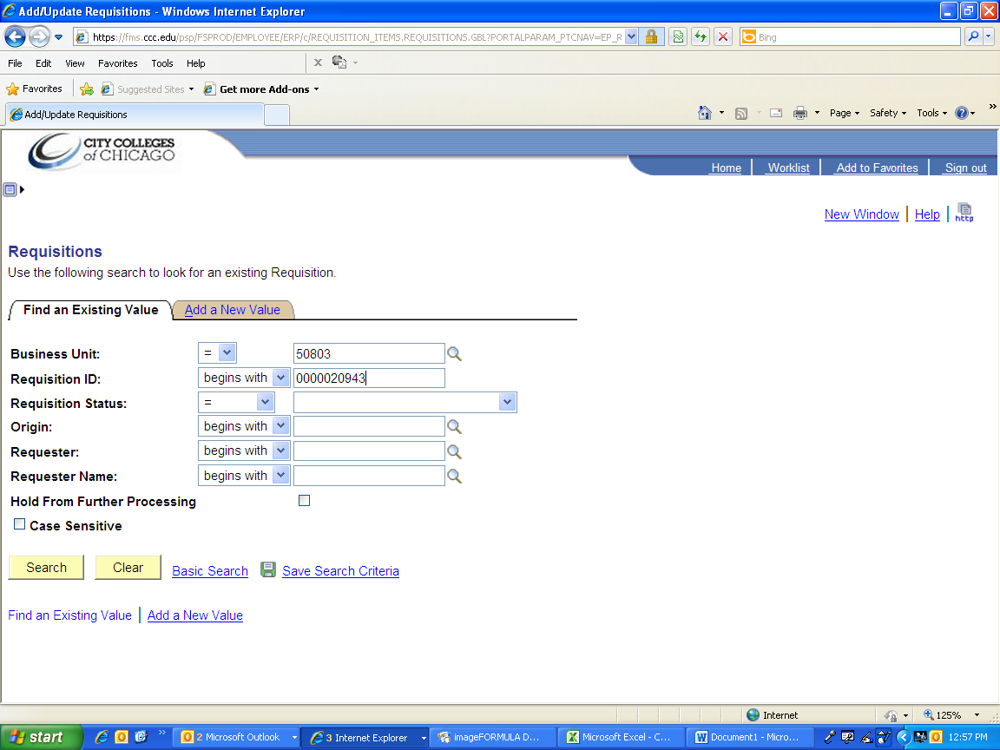 Add/Update Requisitions - Windows Internet Explorer
https://fms.ccc.edu/psp/FSPROD/EMPLOYEE/ERP/c/REQUISITION_ITEMS.REQUISITIONS.GBL?PORTALPARAM_PTCNAV=EP_R
Bing
File Edit View Favorites Tools Help
Favorites Suggested Sites Get more Add-ons
Add/Update Requisitions
Page Safety Tools
CITY COLLEGES
of CHICAGO
Home Worklist Add to Favorites Sign out
New Window Help http
Requisitions
Use the following search to look for an existing Requisition.
Find an Existing Value Add a New Value
Business Unit: = 50803
Requisition ID: begins with 0000020943
Requisition Status: =
Origin: begins with
Requester: begins with
Requester Name: begins with
Hold From Further Processing
Case Sensitive
Search Clear Basic Search Save Search Criteria
Find an Existing Value Add a New Value
Internet 125%
start 2 Microsoft Outlook 3 Internet Explorer imageFORMULA D... Microsoft Excel - C... Document1 - Micro... 12:57 PM